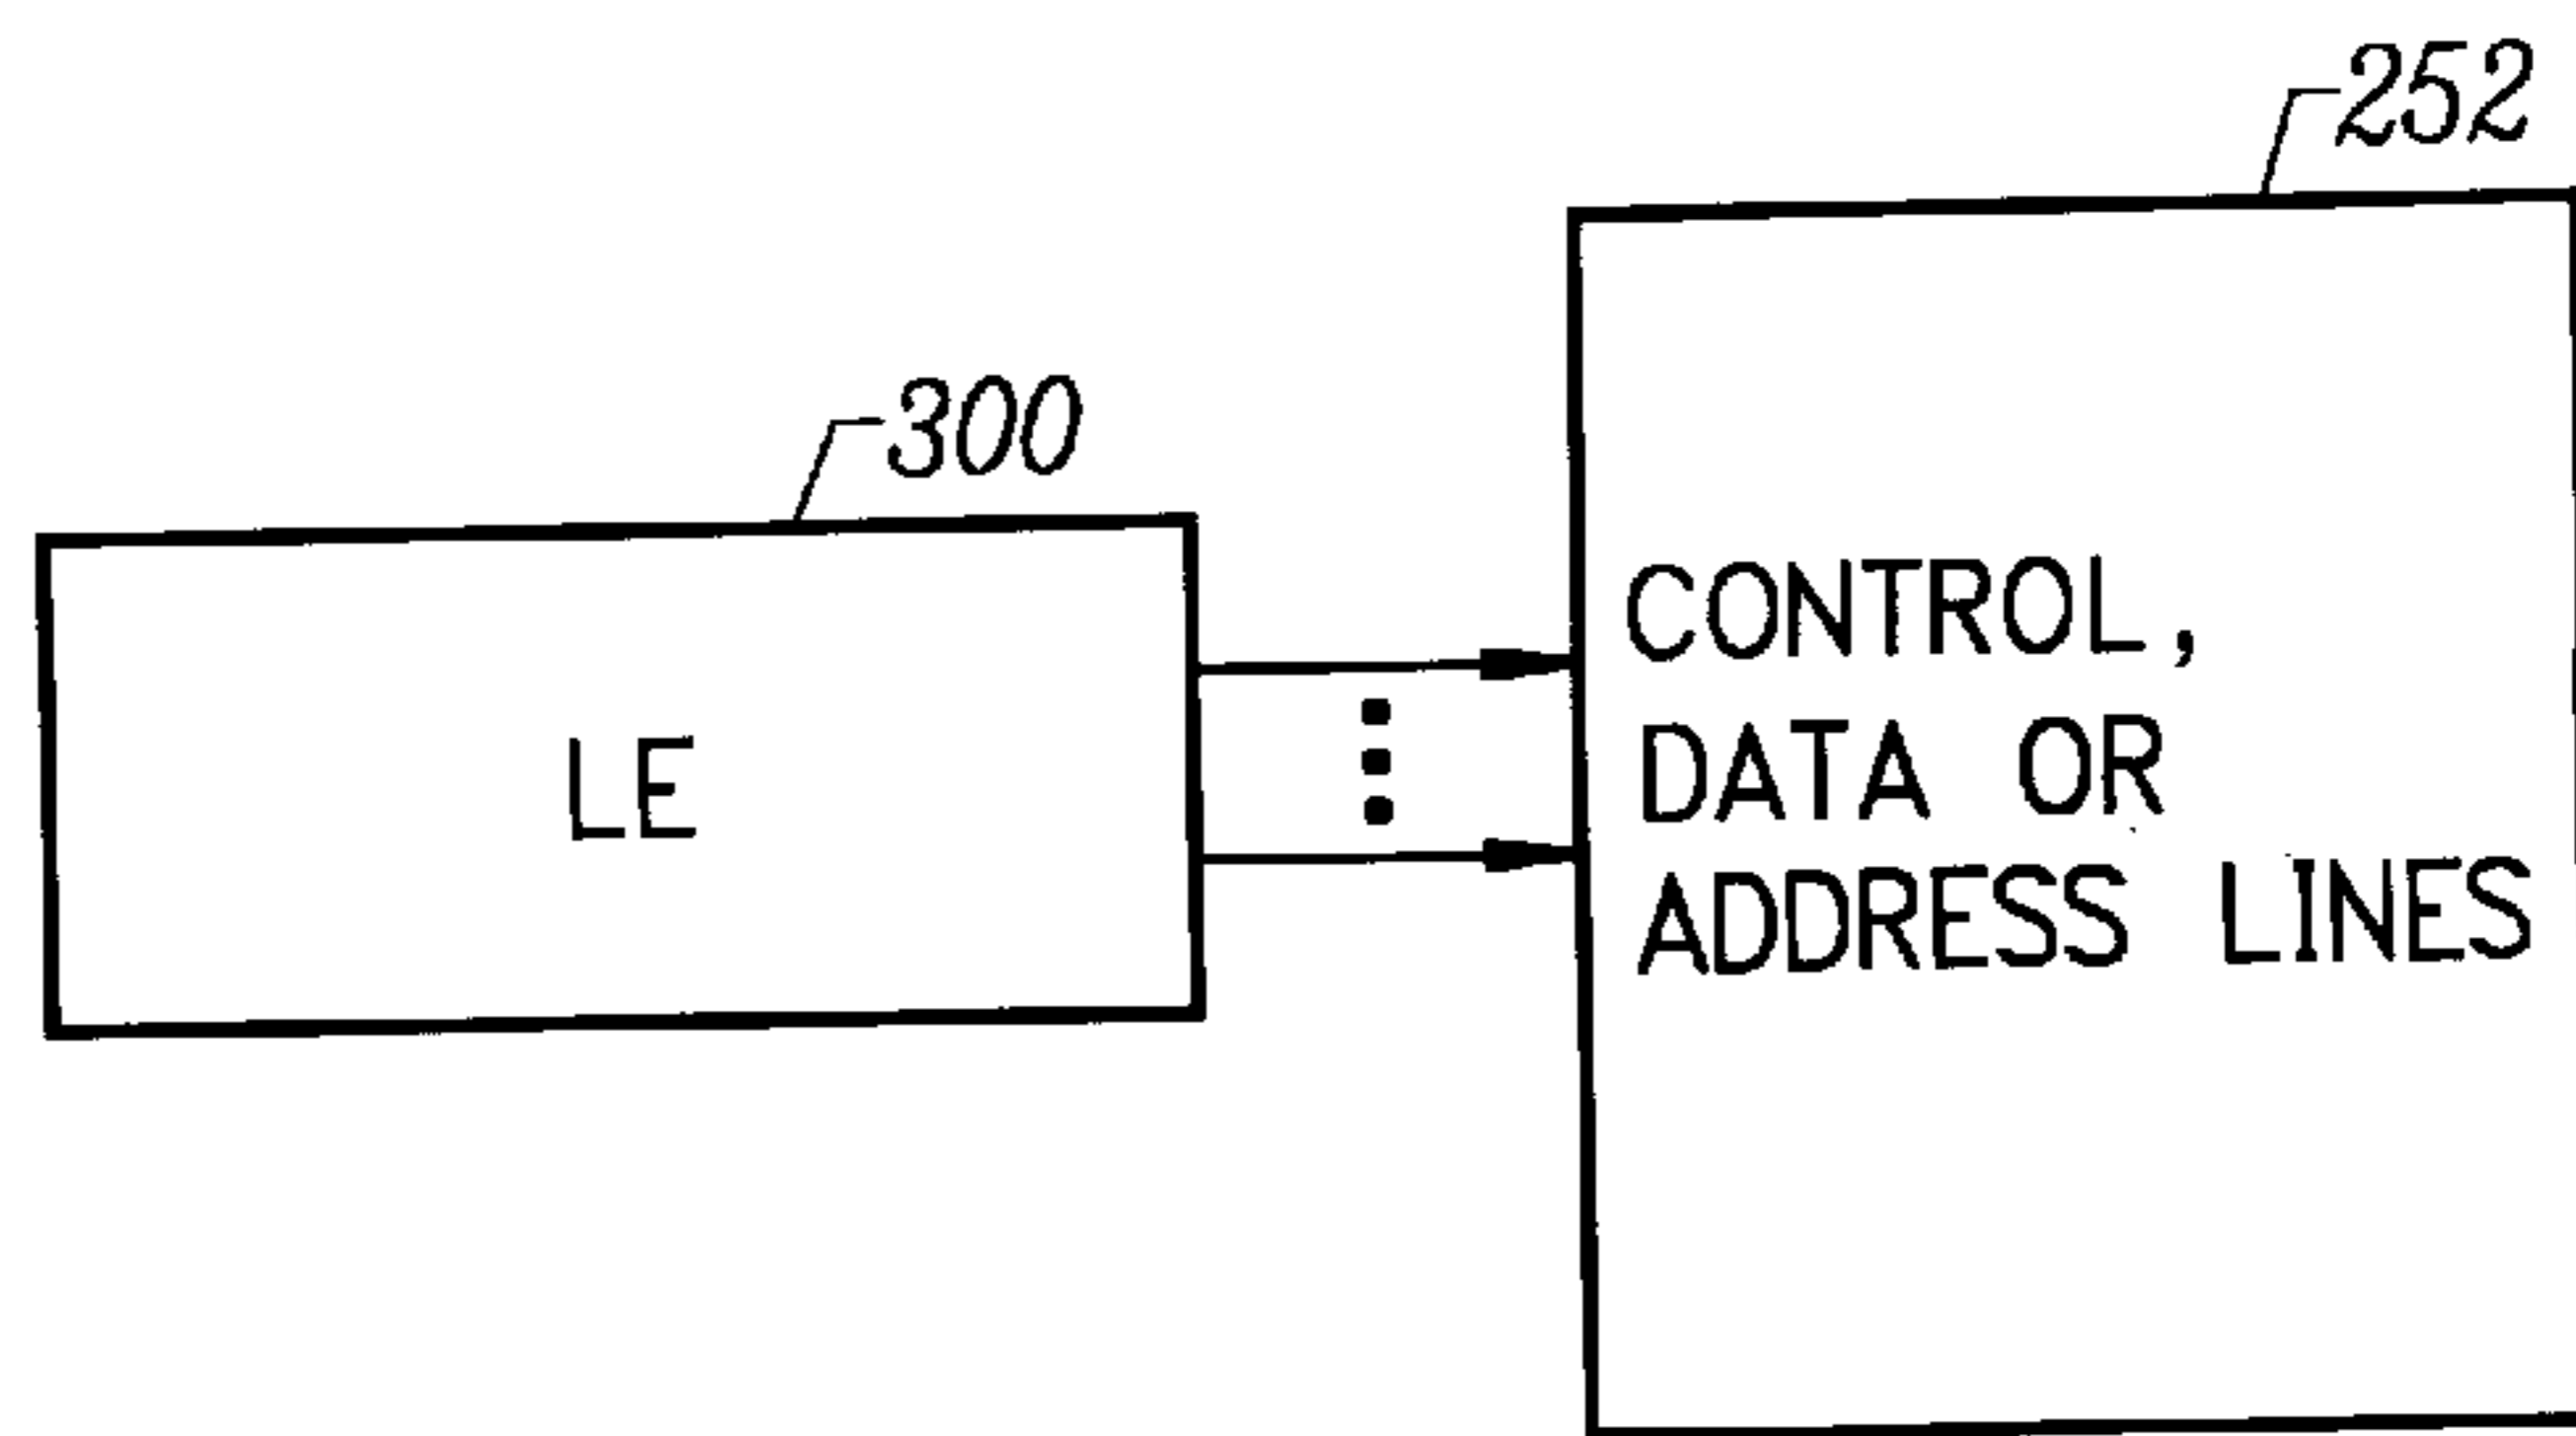 252
300
LE
CONTROL,
DATA OR
ADDRESS LINES